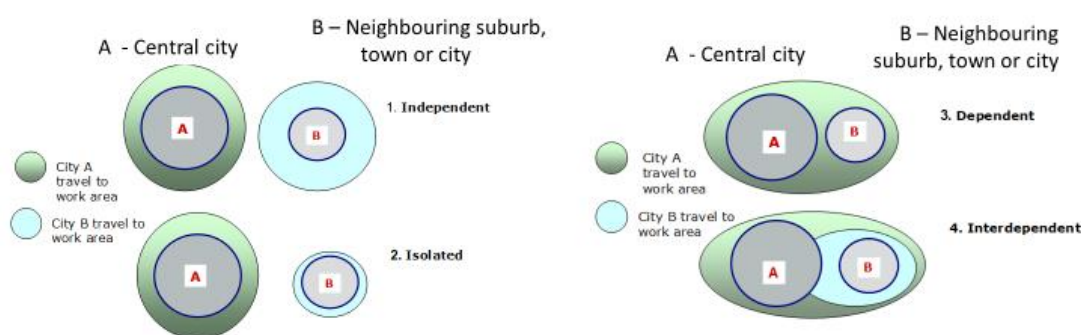 A - Central city
B – Neighbouring suburb,
town or city
A
B
1. Independent
City A
travel to
work area
City B travel to
work area
A
B
2. Isolated
A - Central city
B – Neighbouring
suburb, town or city
A
B
3. Dependent
City A
travel to
work area
City B travel to
work area
A
B
4. Interdependent